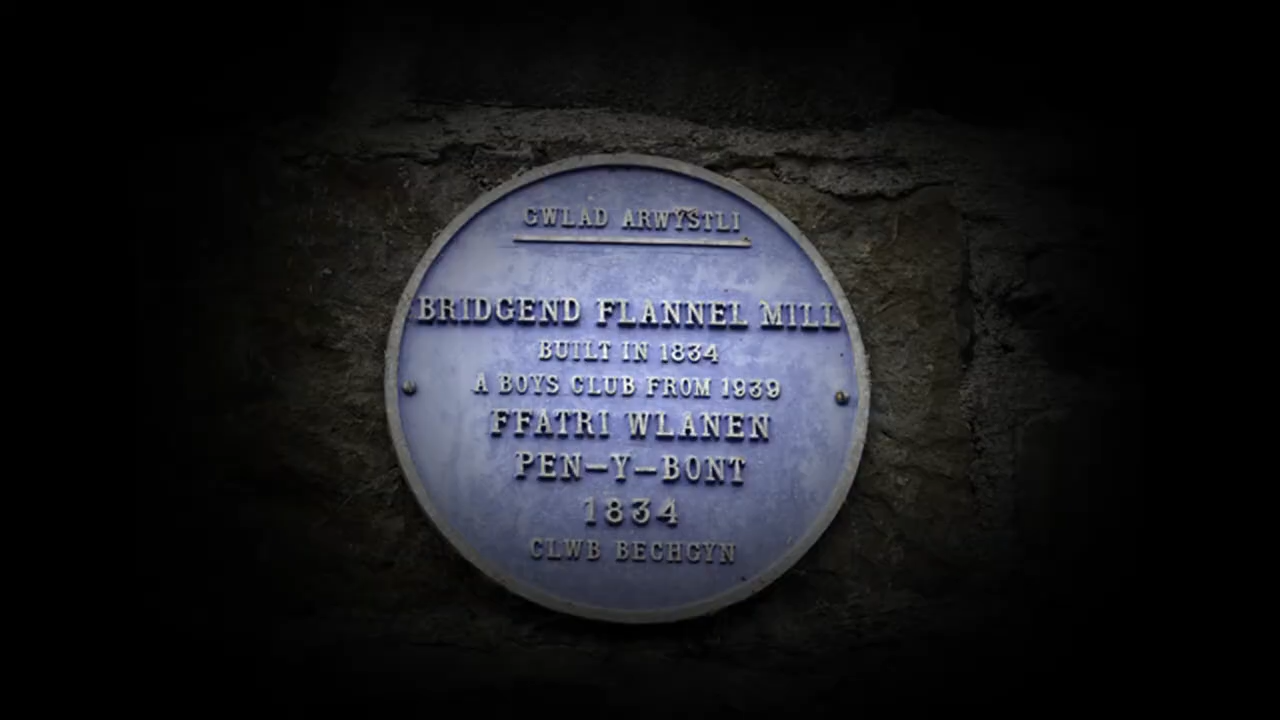 GWLAD ARWYSTLI
BRIDGEND FLANNEL MILL
BUILT IN 1834
A BOYS CLUB FROM 1939
FFATRI WLANEN
PEN-Y-BONT
1834
CLWB BECHGYN